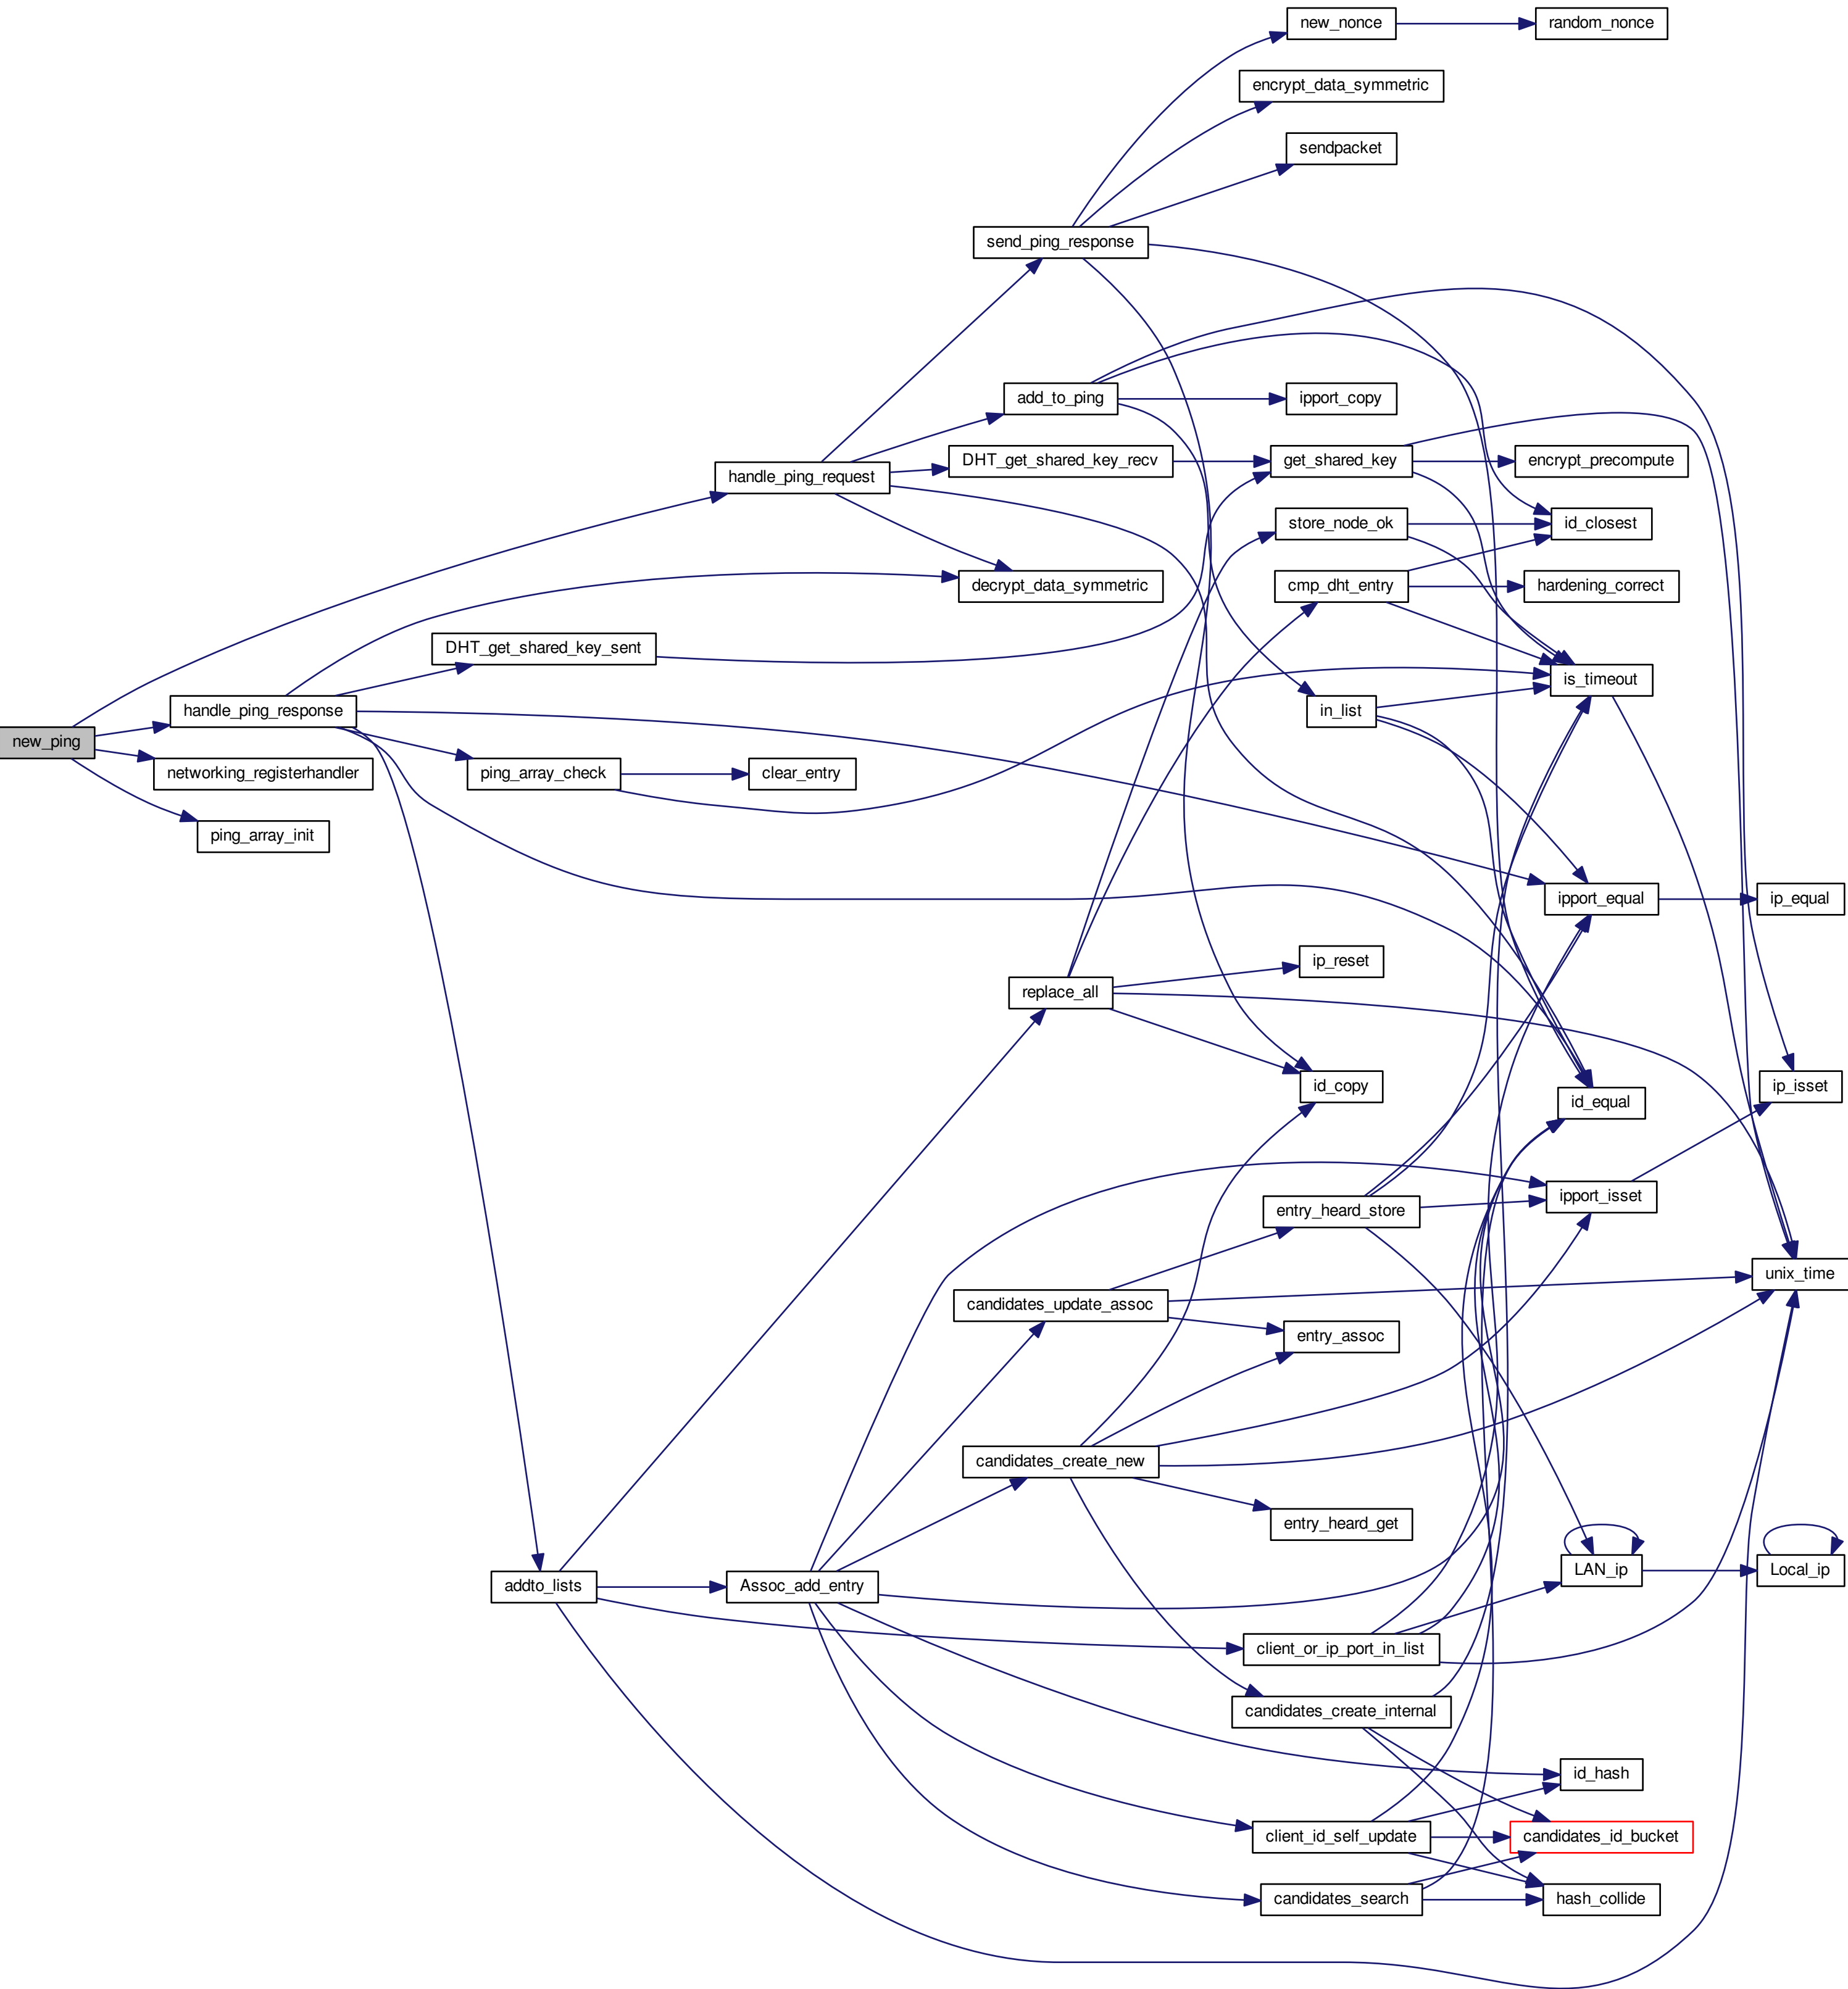 new_nonce
random_nonce
encrypt_data_symmetric
sendpacket
send_ping_response
add_to_ping
ipport_copy
handle_ping_request
DHT_get_shared_key_recv
get_shared_key
encrypt_precompute
store_node_ok
id_closest
decrypt_data_symmetric
cmp_dht_entry
hardening_correct
DHT_get_shared_key_sent
is_timeout
handle_ping_response
in_list
new_ping
networking_registerhandler
ping_array_check
clear_entry
ping_array_init
ipport_equal
ip_equal
ip_reset
replace_all
id_copy
ip_isset
id_equal
ipport_isset
entry_heard_store
unix_time
candidates_update_assoc
entry_assoc
candidates_create_new
entry_heard_get
LAN_ip
Local_ip
addto_lists
Assoc_add_entry
client_or_ip_port_in_list
candidates_create_internal
id_hash
client_id_self_update
candidates_id_bucket
candidates_search
hash_collide